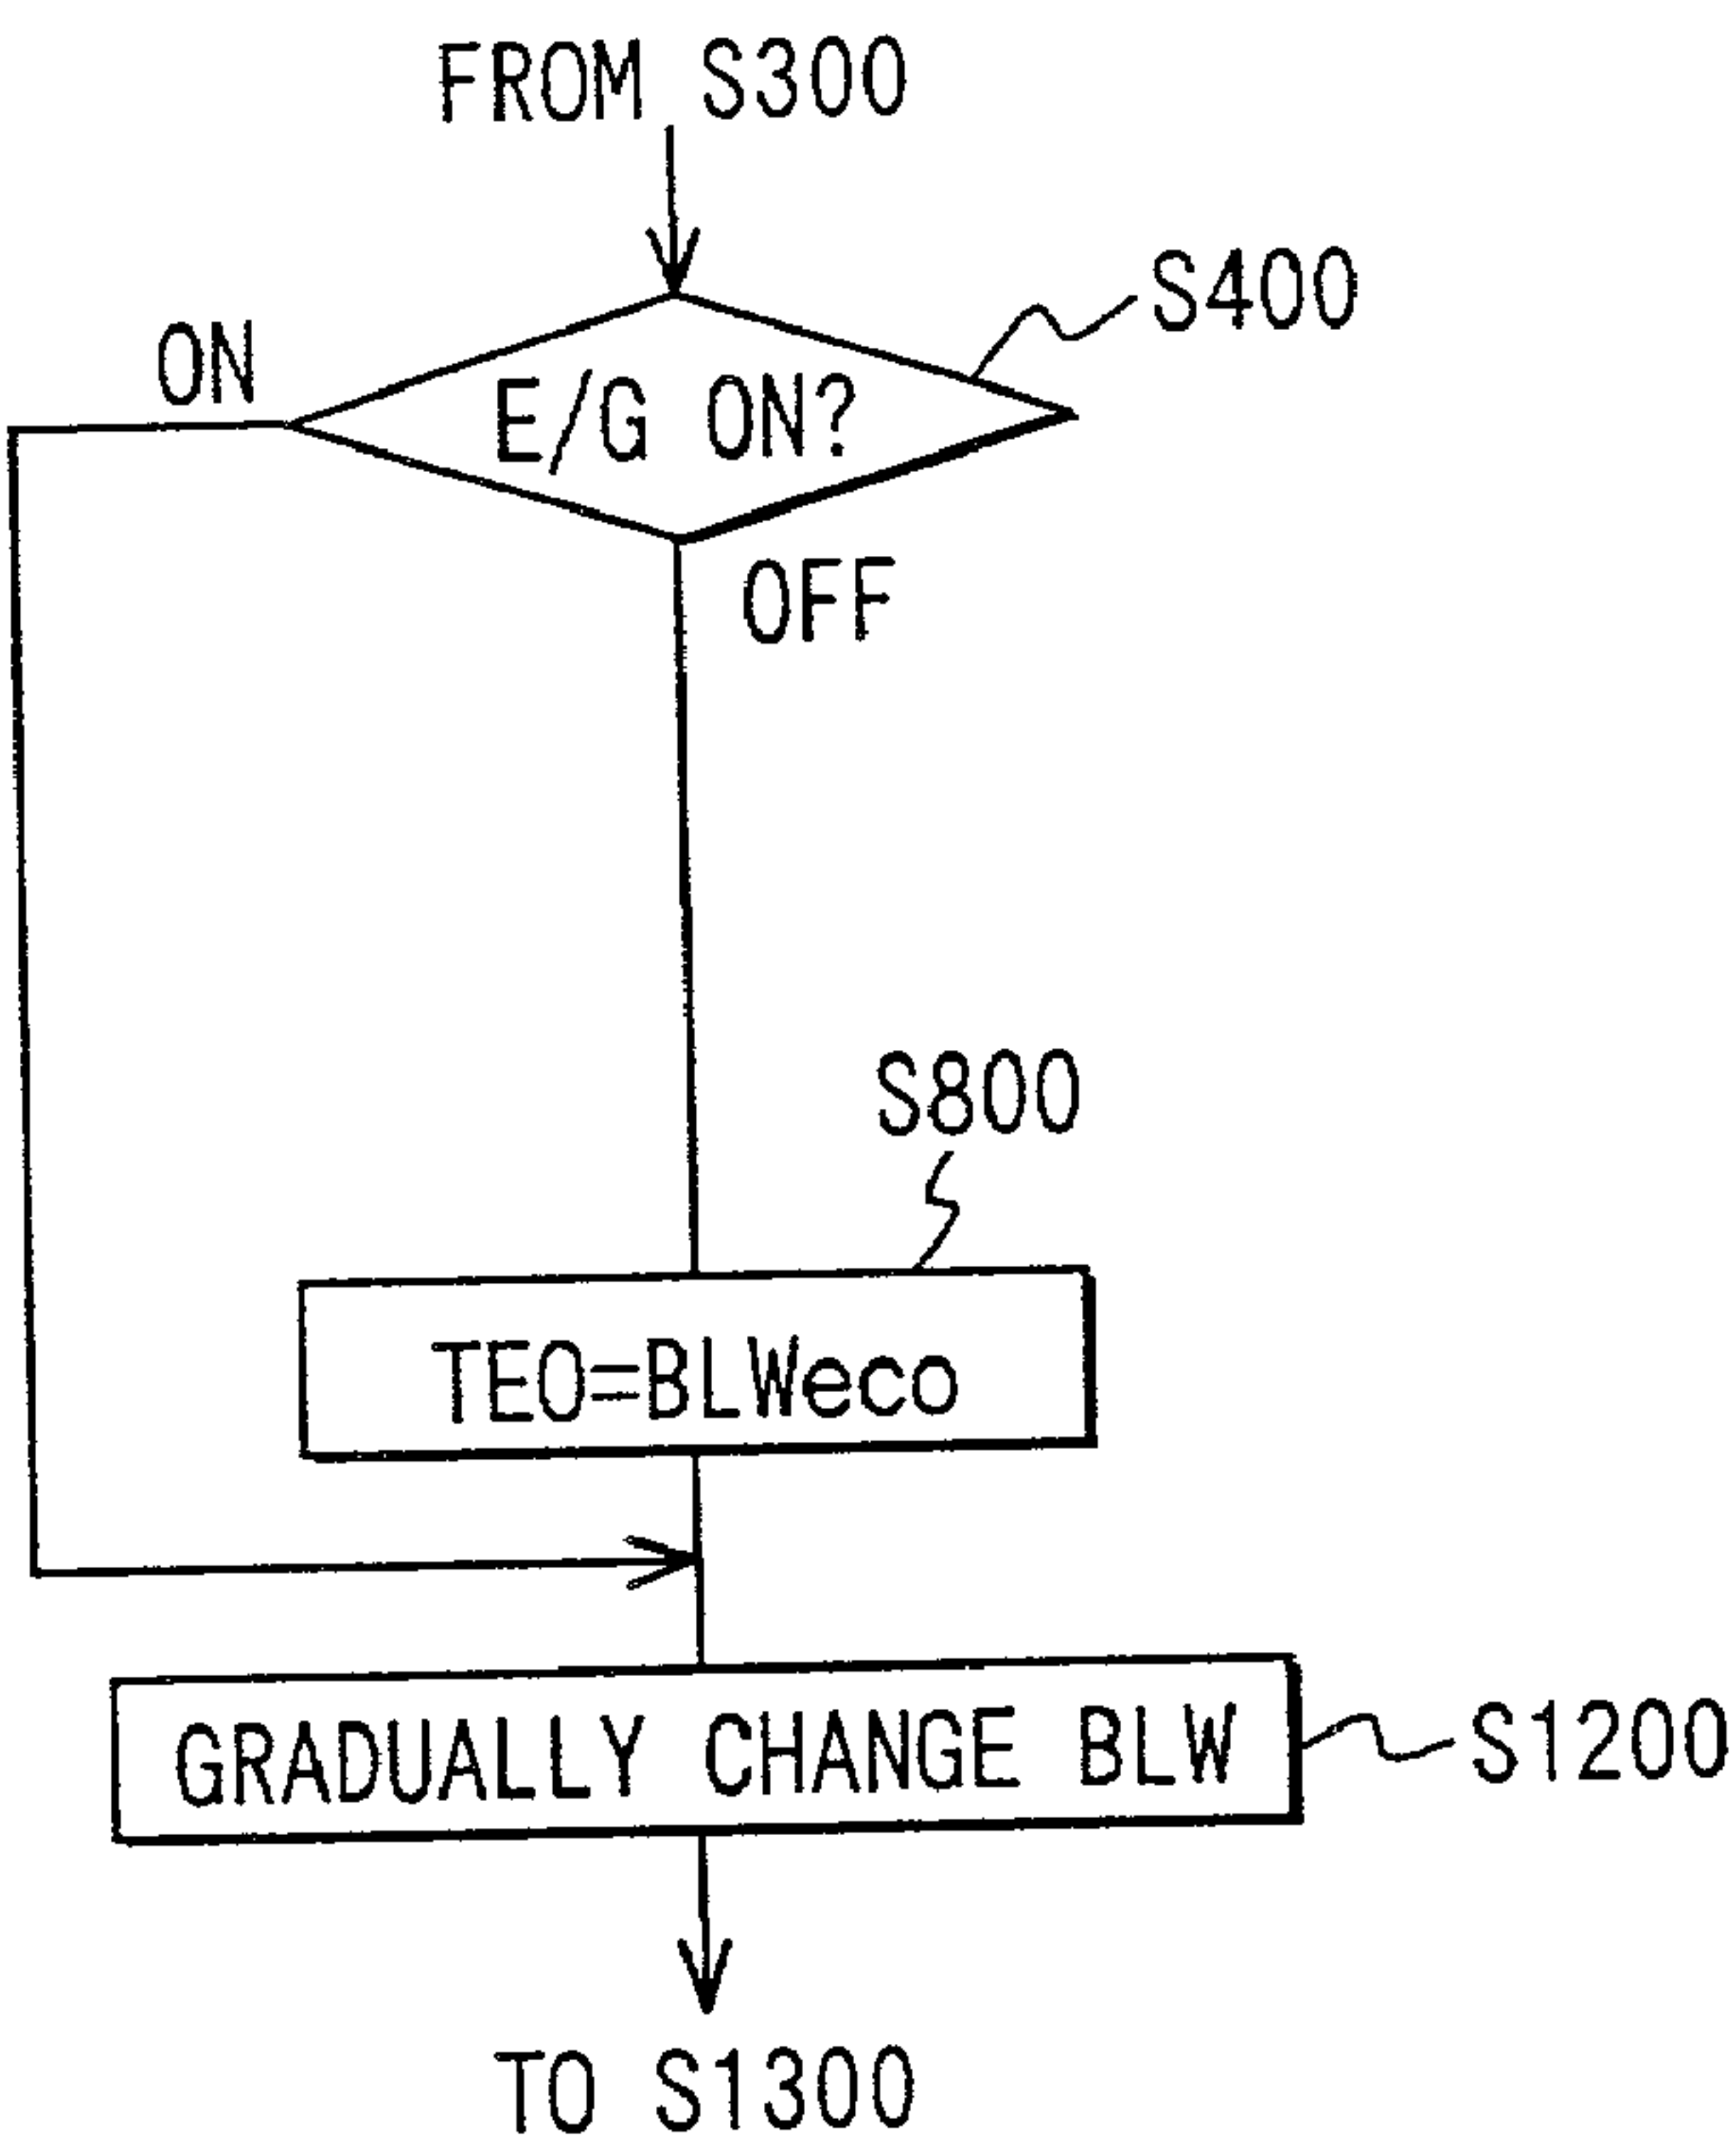 FROM S300
S400
ON
E/G ON?
OFF
S800
TEO=BLWeco
GRADUALLY CHANGE BLW
S1200
TO S1300